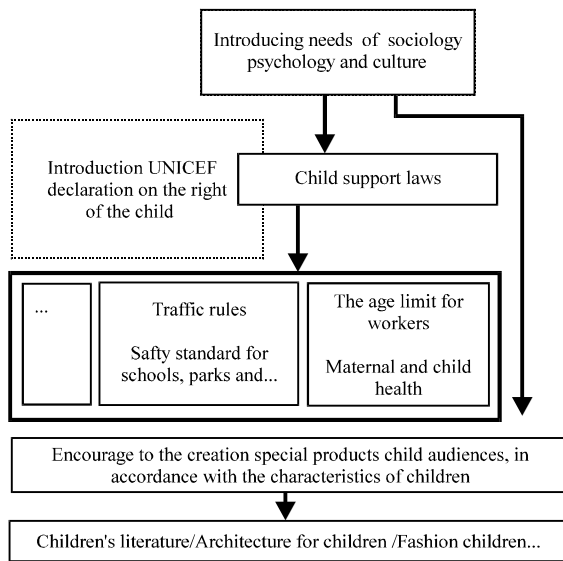 Introducing needs of sociology
psychology and culture
Introduction UNICEF
declaration on the right
of the child
Child support laws
...
Traffic rules
Safty standard for
schools, parks and...
The age limit for
workers
Maternal and child
health
Encourage to the creation special products child audiences, in
accordance with the characteristics of children
Children's literature/Architecture for children /Fashion children...